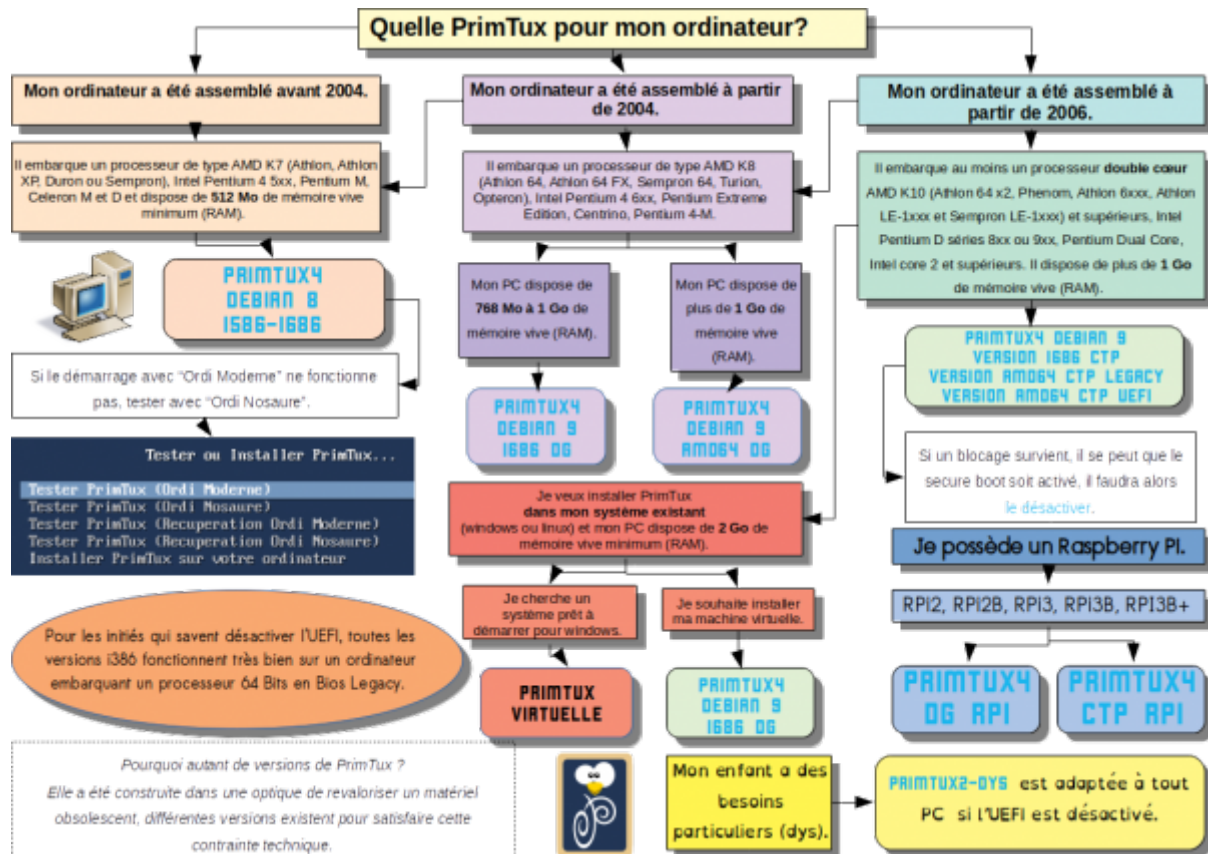 Quelle PrimTux pour mon ordinateur?
Mon ordinateur a été assemblé avant 2004.
Il embarque un processeur de type AMD K7 (Athlon, Athlon
XP, Duron ou Sempron), Intel Pentium 4 5xx, Pentium M,
Celeron M et D et dispose de 512 Mo de mémoire vive
minimum (RAM).
PRIMTUX4
DEBIAN 8
I586-I686
Si le démarrage avec “Ordi Moderne” ne fonctionne
pas, tester avec “Ordi Nosaure”.
Tester ou Installer PrimTux...
Tester PrimTux (Ordi Moderne)
Tester PrimTux (Ordi Nosaure)
Tester PrimTux (Recuperation Ordi Moderne)
Tester PrimTux (Recuperation Ordi Nosaure)
Installer PrimTux sur votre ordinateur
Pour les initiés qui savent désactiver l'UEFI, toutes les
versions i386 fonctionnent très bien sur un ordinateur
embarquant un processeur 64 Bits en Bios Legacy.
Pourquoi autant de versions de PrimTux ?
Elle a été construite dans une optique de revaloriser un matériel
obsolescent, différentes versions existent pour satisfaire cette
contrainte technique.
Mon ordinateur a été assemblé à partir
de 2004.
Il embarque un processeur de type AMD K8
(Athlon 64, Athlon 64 FX, Sempron 64, Turion,
Opteron), Intel Pentium 4 6xx, Pentium Extreme
Edition, Centrino, Pentium 4-M.
Mon PC dispose de
768 Mo à 1 Go de
mémoire vive (RAM).
PRIMTUX4
DEBIAN 9
I686 DG
Mon PC dispose de
plus de 1 Go de
mémoire vive
(RAM).
PRIMTUX4
DEBIAN 9
AMD64 DG
Je veux installer PrimTux
dans mon système existant
(windows ou linux) et mon PC dispose de 2 Go de
mémoire vive minimum (RAM).
Je cherche un
système prêt à
démarrer pour windows.
PRIMTUX
VIRTUELLE
Je souhaite installer
ma machine virtuelle.
PRIMTUX4
DEBIAN 9
I686 DG
Mon ordinateur a été assemblé à
partir de 2006.
Il embarque au moins un processeur double cœur
AMD K10 (Athlon 64 x2, Phenom, Athlon 6xxx, Athlon
LE-1xxx et Sempron LE-1xxx) et supérieurs, Intel
Pentium D séries 8xx ou 9xx, Pentium Dual Core,
Intel core 2 et supérieurs. Il dispose de plus de 1 Go
de mémoire vive (RAM).
PRIMTUX4 DEBIAN 9
VERSION I686 CTP
VERSION AMD64 CTP LEGACY
VERSION AMD64 CTP UEFI
Si un blocage survient, il se peut que le
secure boot soit activé, il faudra alors
le désactiver.
Je possède un Raspberry Pi.
RPI2, RPI2B, RPI3, RPI3B, RPI3B+
PRIMTUX4
DG RPI
PRIMTUX4
CTP RPI
Mon enfant a des
besoins
particuliers (dys).
PRIMTUX2-DYS est adaptée à tout
PC si l'UEFI est désactivé.